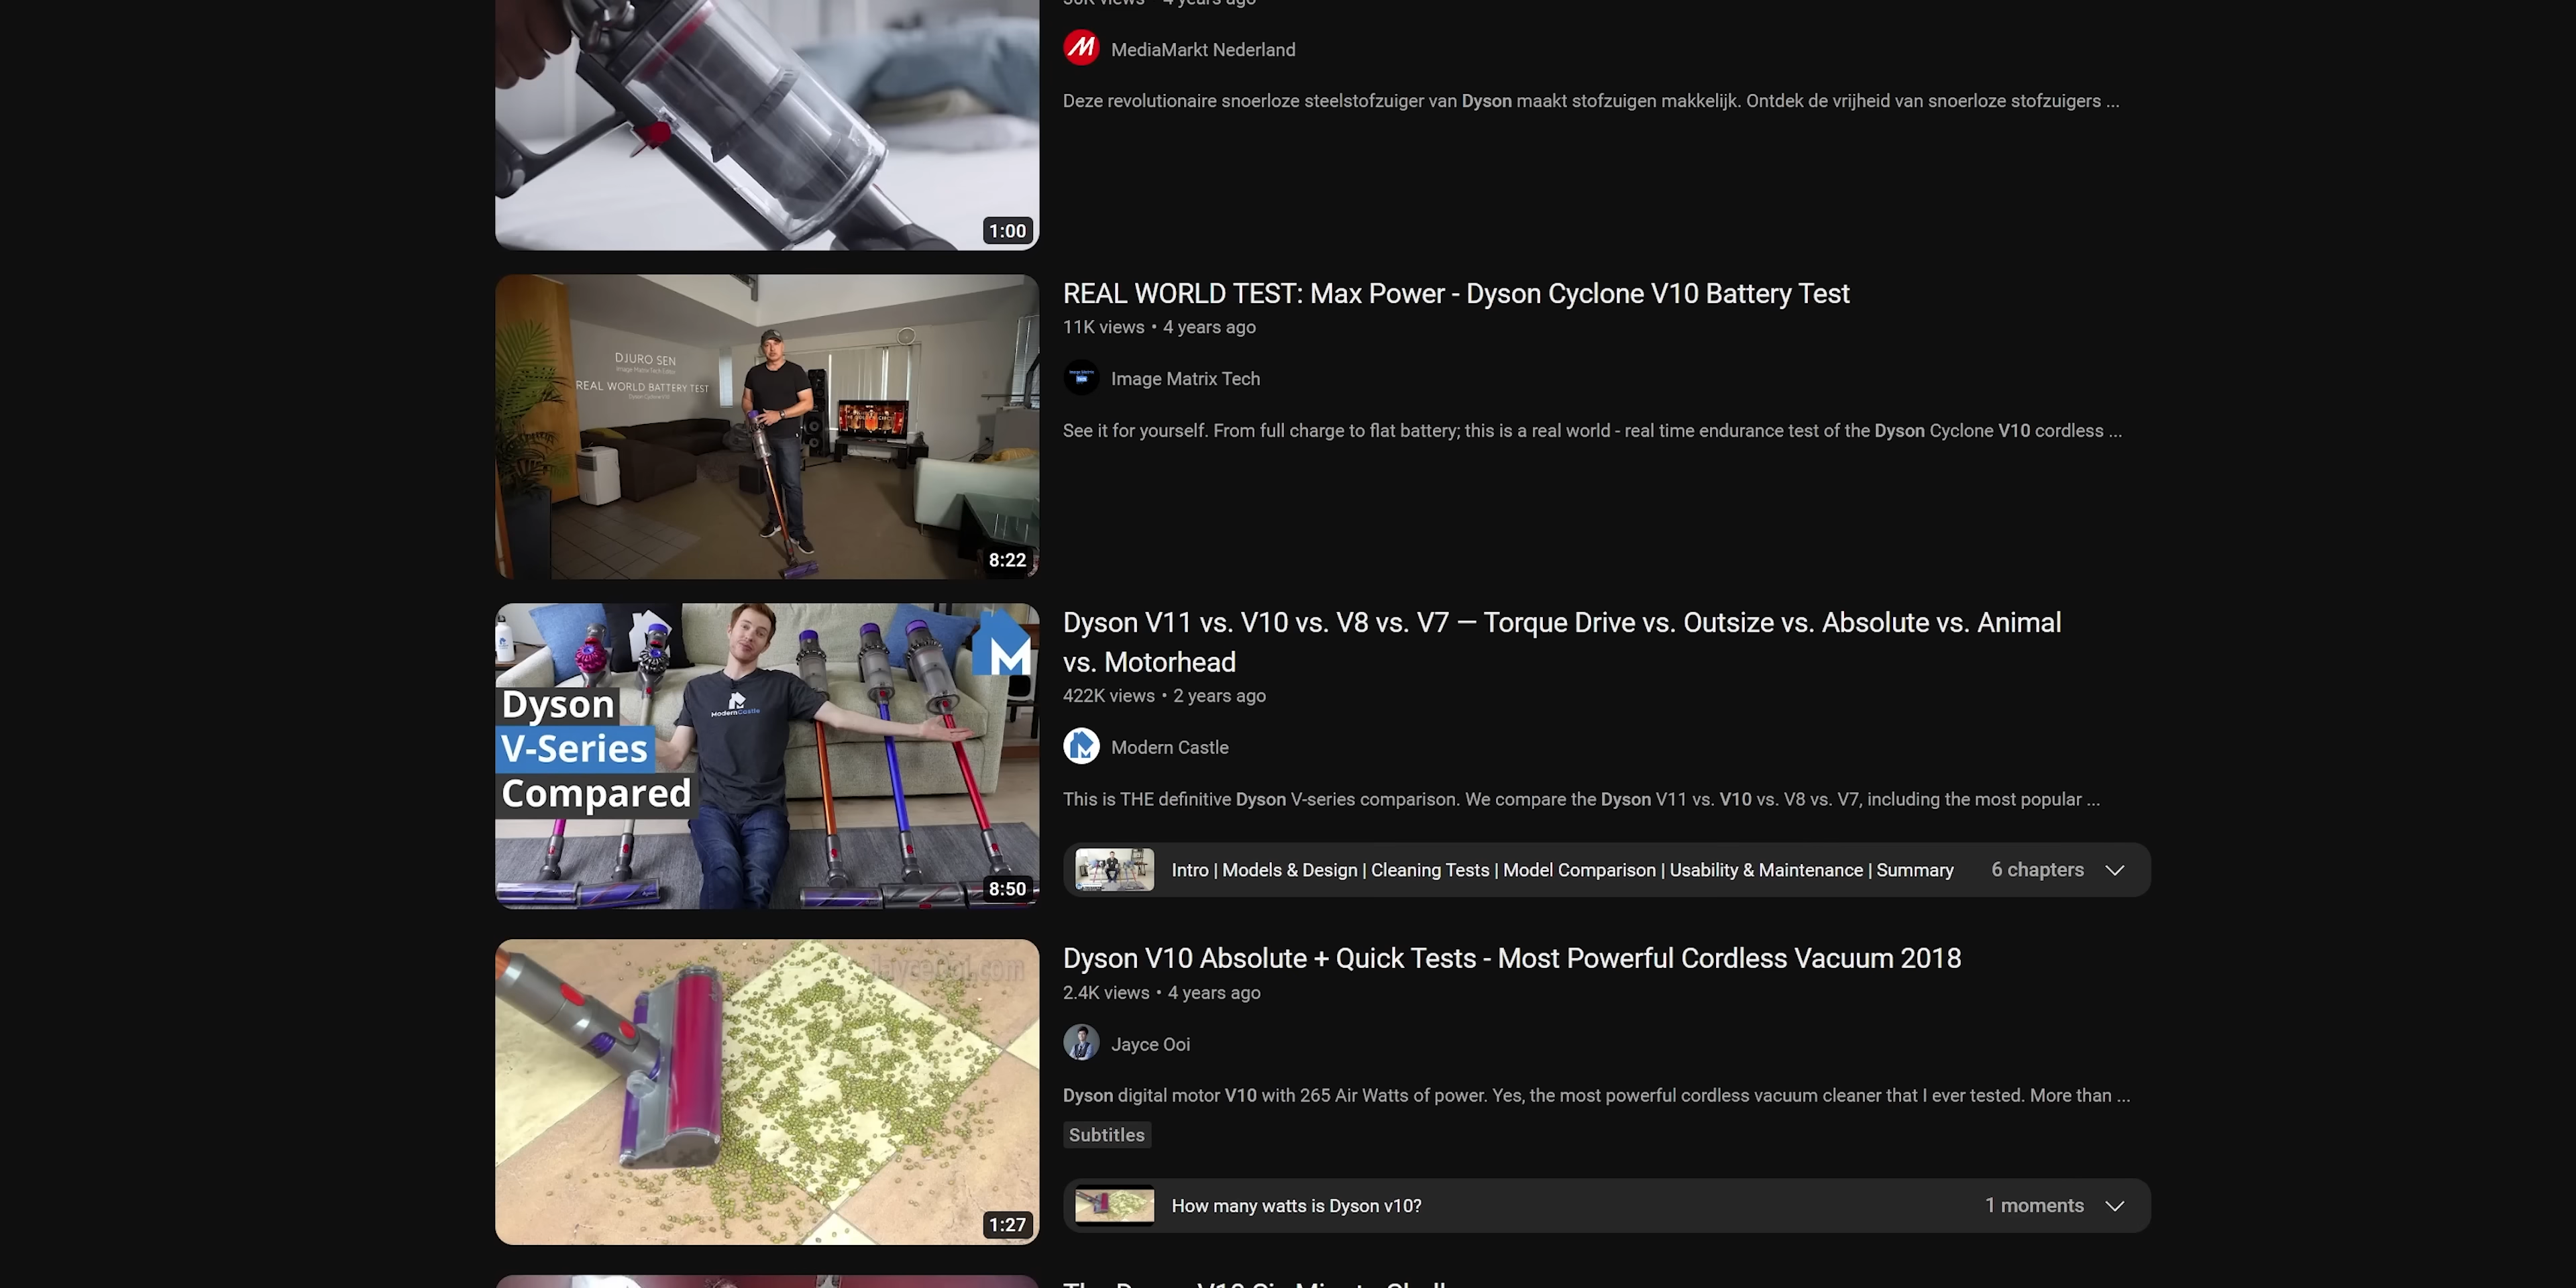 MediaMarkt Nederland
Deze revolutionaire snoerloze steelstofzuiger van Dyson maakt stofzuigen makkelijk. Ontdek de vrijheid van snoerloze stofzuigers ...
1:00
REAL WORLD TEST: Max Power - Dyson Cyclone V10 Battery Test
11K views • 4 years ago
DJURO SEN
Image Matrix Tech Editor
REAL WORLD BATTERY TEST
Dyson Cyclone V10
Image Matrix Tech
See it for yourself. From full charge to flat battery; this is a real world - real time endurance test of the Dyson Cyclone V10 cordless ...
8:22
Dyson V11 vs. V10 vs. V8 vs. V7 — Torque Drive vs. Outsize vs. Absolute vs. Animal
vs. Motorhead
422K views • 2 years ago
Dyson
V-Series
Compared
ModernCastle
Modern Castle
This is THE definitive Dyson V-series comparison. We compare the Dyson V11 vs. V10 vs. V8 vs. V7, including the most popular ...
Intro | Models & Design | Cleaning Tests | Model Comparison | Usability & Maintenance | Summary 6 chapters
8:50
Dyson V10 Absolute + Quick Tests - Most Powerful Cordless Vacuum 2018
2.4K views • 4 years ago
Jayce Ooi
Dyson digital motor V10 with 265 Air Watts of power. Yes, the most powerful cordless vacuum cleaner that I ever tested. More than ...
Subtitles
How many watts is Dyson v10? 1 moments
1:27